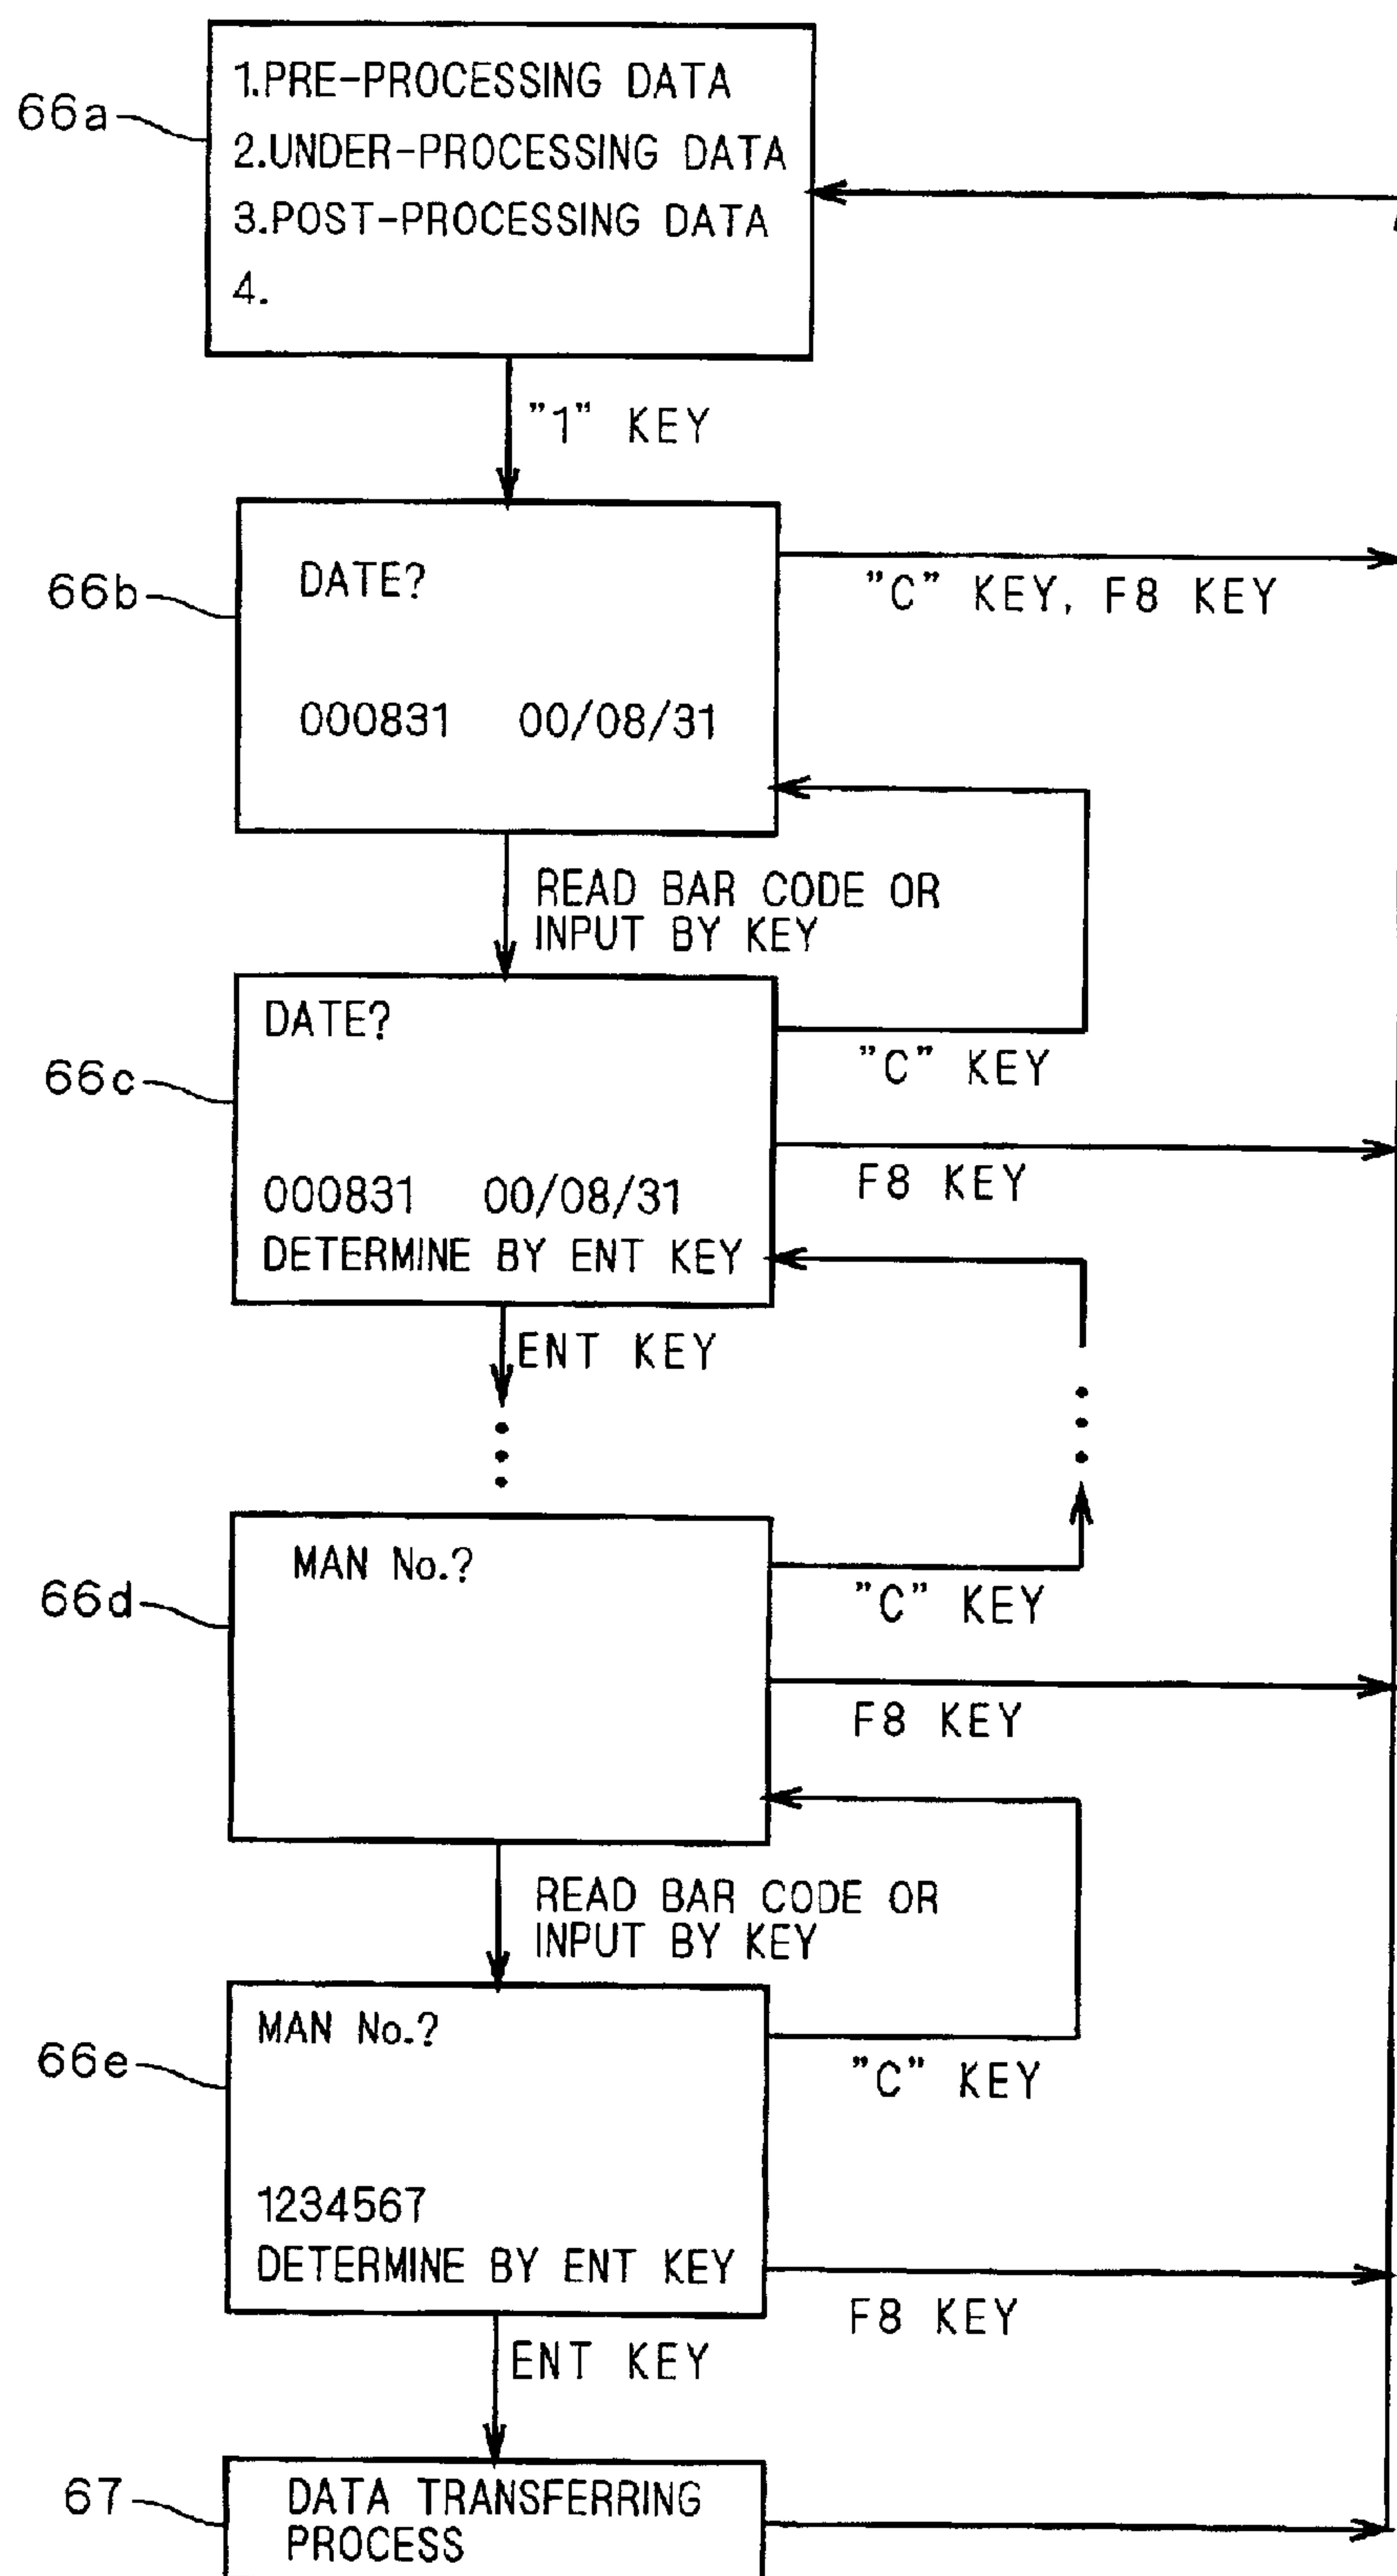 66a
1.PRE-PROCESSING DATA
2.UNDER-PROCESSING DATA
3.POST-PROCESSING DATA
4.
"1" KEY
66b
DATE?
000831 00/08/31
"C" KEY, F8 KEY
READ BAR CODE OR
INPUT BY KEY
66c
DATE?
000831 00/08/31
DETERMINE BY ENT KEY
"C" KEY
F8 KEY
ENT KEY
66d
MAN No.?
"C" KEY
F8 KEY
READ BAR CODE OR
INPUT BY KEY
66e
MAN No.?
1234567
DETERMINE BY ENT KEY
"C" KEY
F8 KEY
ENT KEY
67
DATA TRANSFERRING
PROCESS